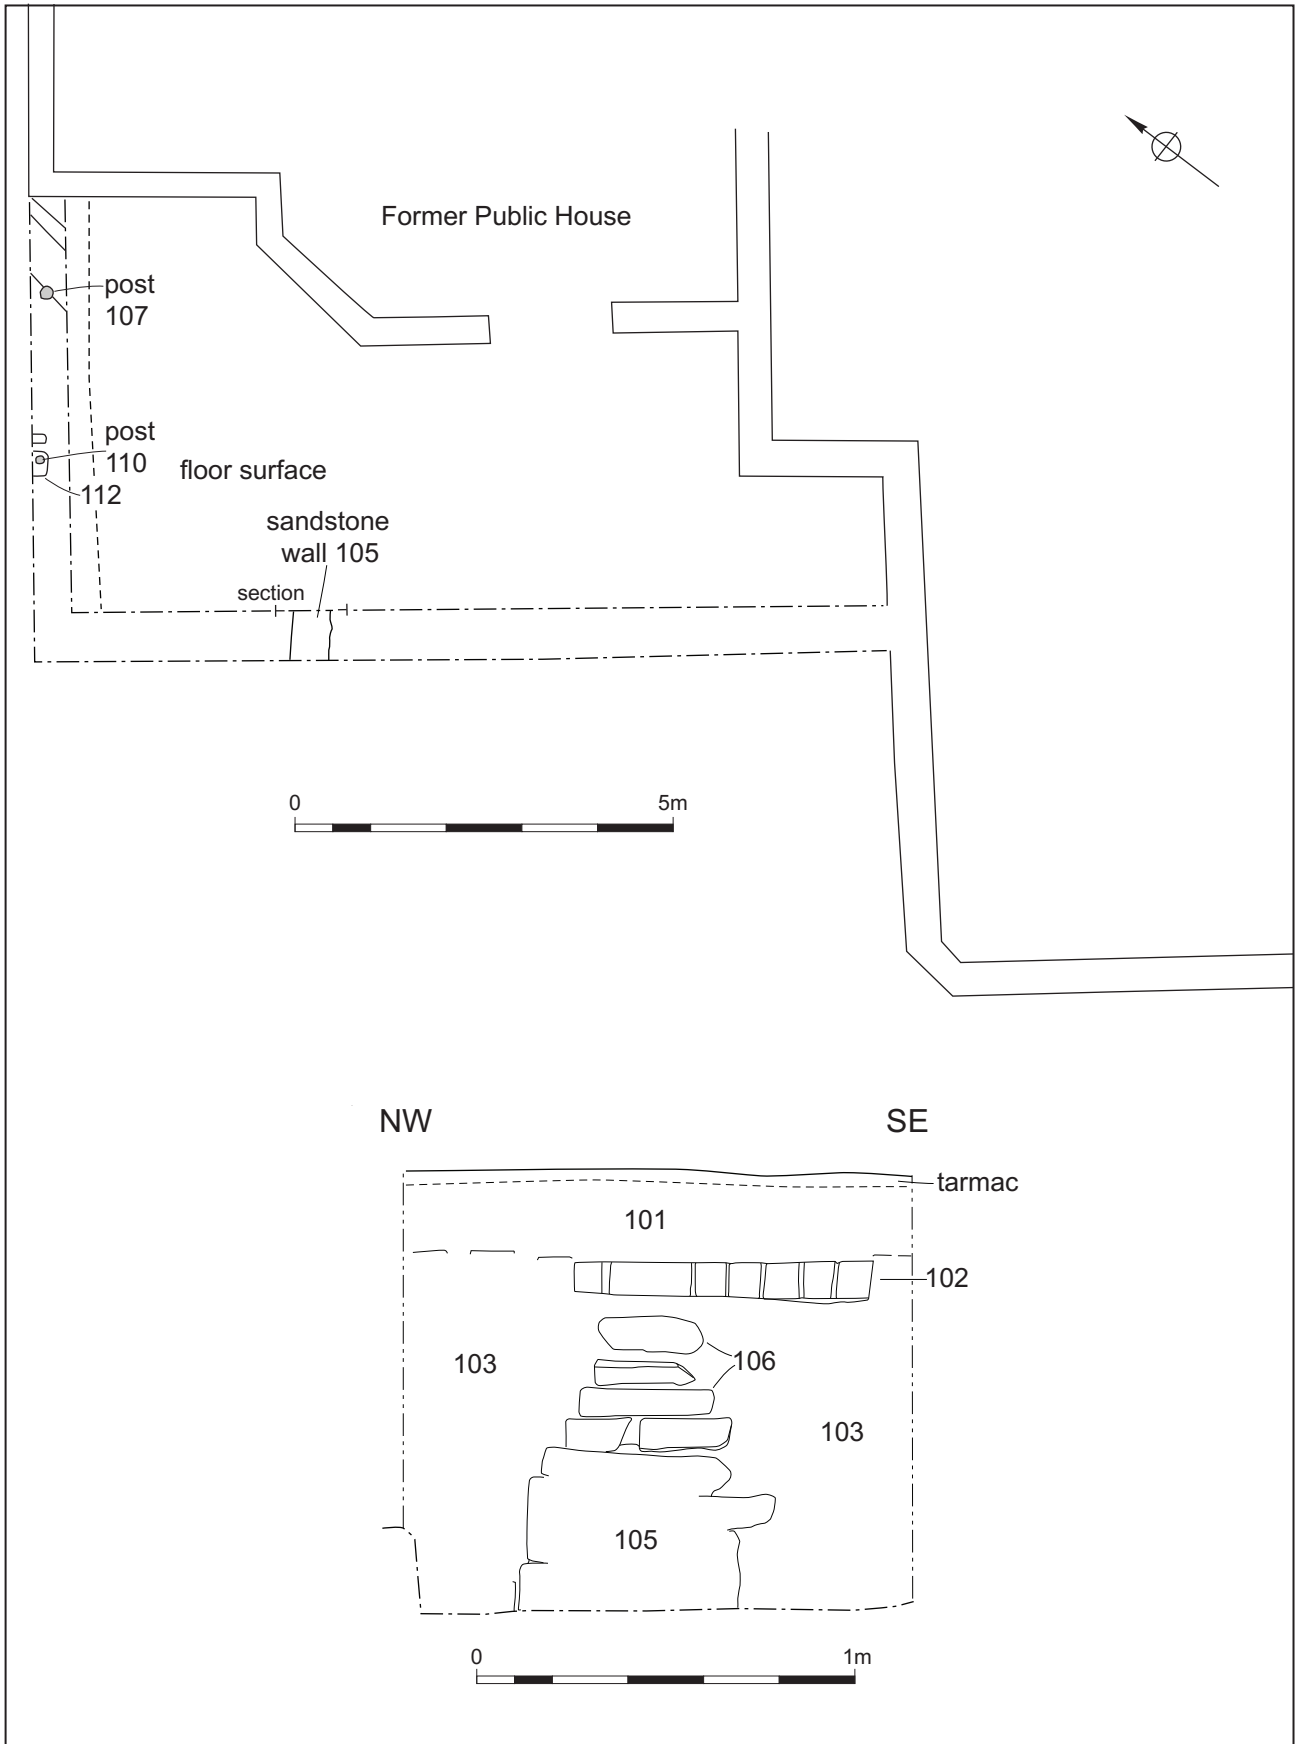 Former Public House
post
107
post
110
112
floor surface
sandstone
wall 105
section
0 5m
NW SE
tarmac
101
102
103
106
103
105
0 1m